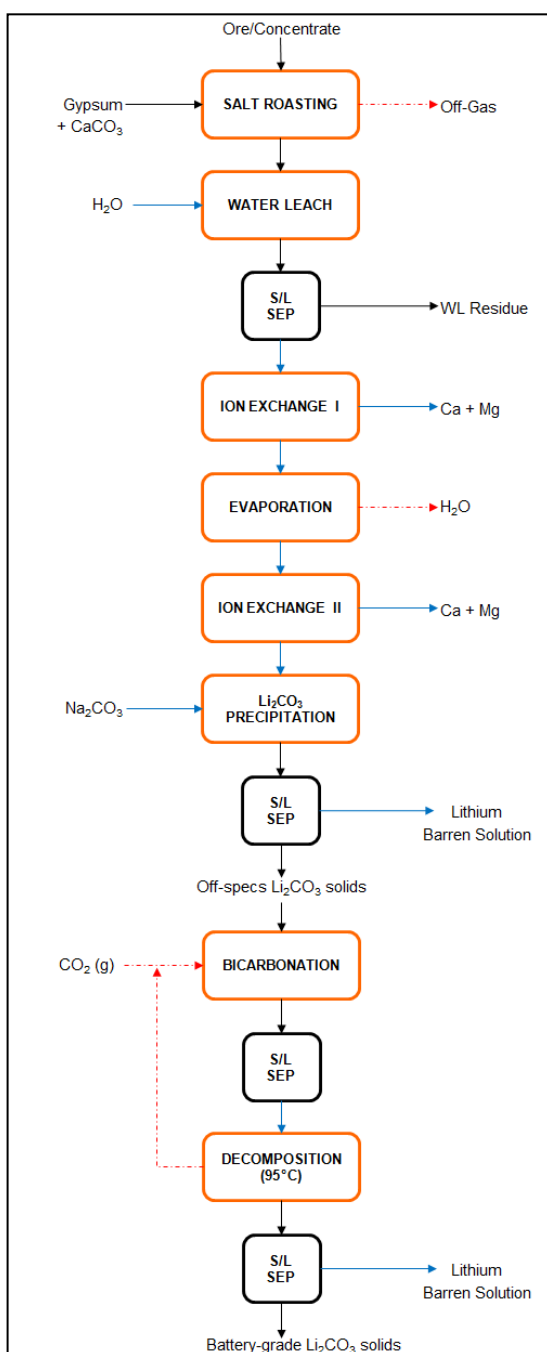 Ore/Concentrate
Gypsum
+ CaCO₃
SALT ROASTING
Off-Gas
H₂O
WATER LEACH
S/L
SEP
WL Residue
ION EXCHANGE I
Ca + Mg
EVAPORATION
H₂O
ION EXCHANGE II
Ca + Mg
Na₂CO₃
Li₂CO₃
PRECIPITATION
S/L
SEP
Lithium
Barren Solution
Off-specs Li₂CO₃ solids
CO₂ (g)
BICARBONATION
S/L
SEP
DECOMPOSITION
(95°C)
S/L
SEP
Lithium
Barren Solution
Battery-grade Li₂CO₃ solids